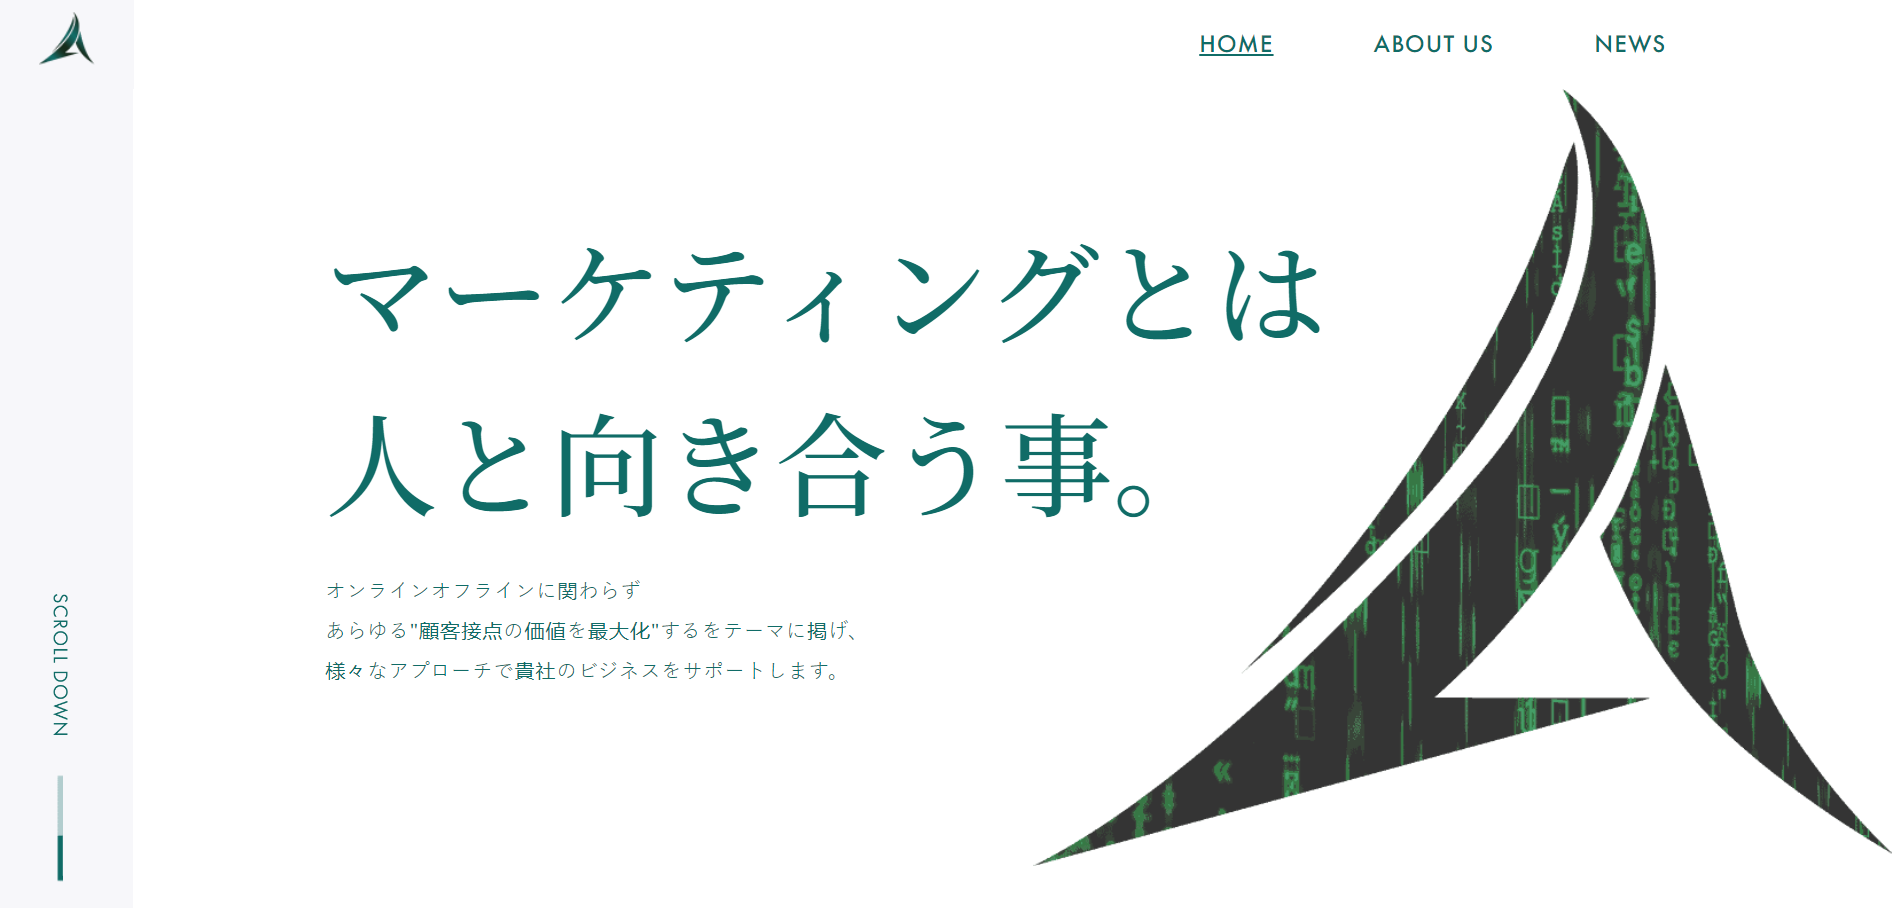 HOME
ABOUT US
NEWS
マーケティングとは
人と向き合う事。
オンラインオフラインに関わらず
あらゆる"顧客接点の価値を最大化"するをテーマに掲げ、
様々なアプローチで貴社のビジネスをサポートします。
SCROLL DOWN